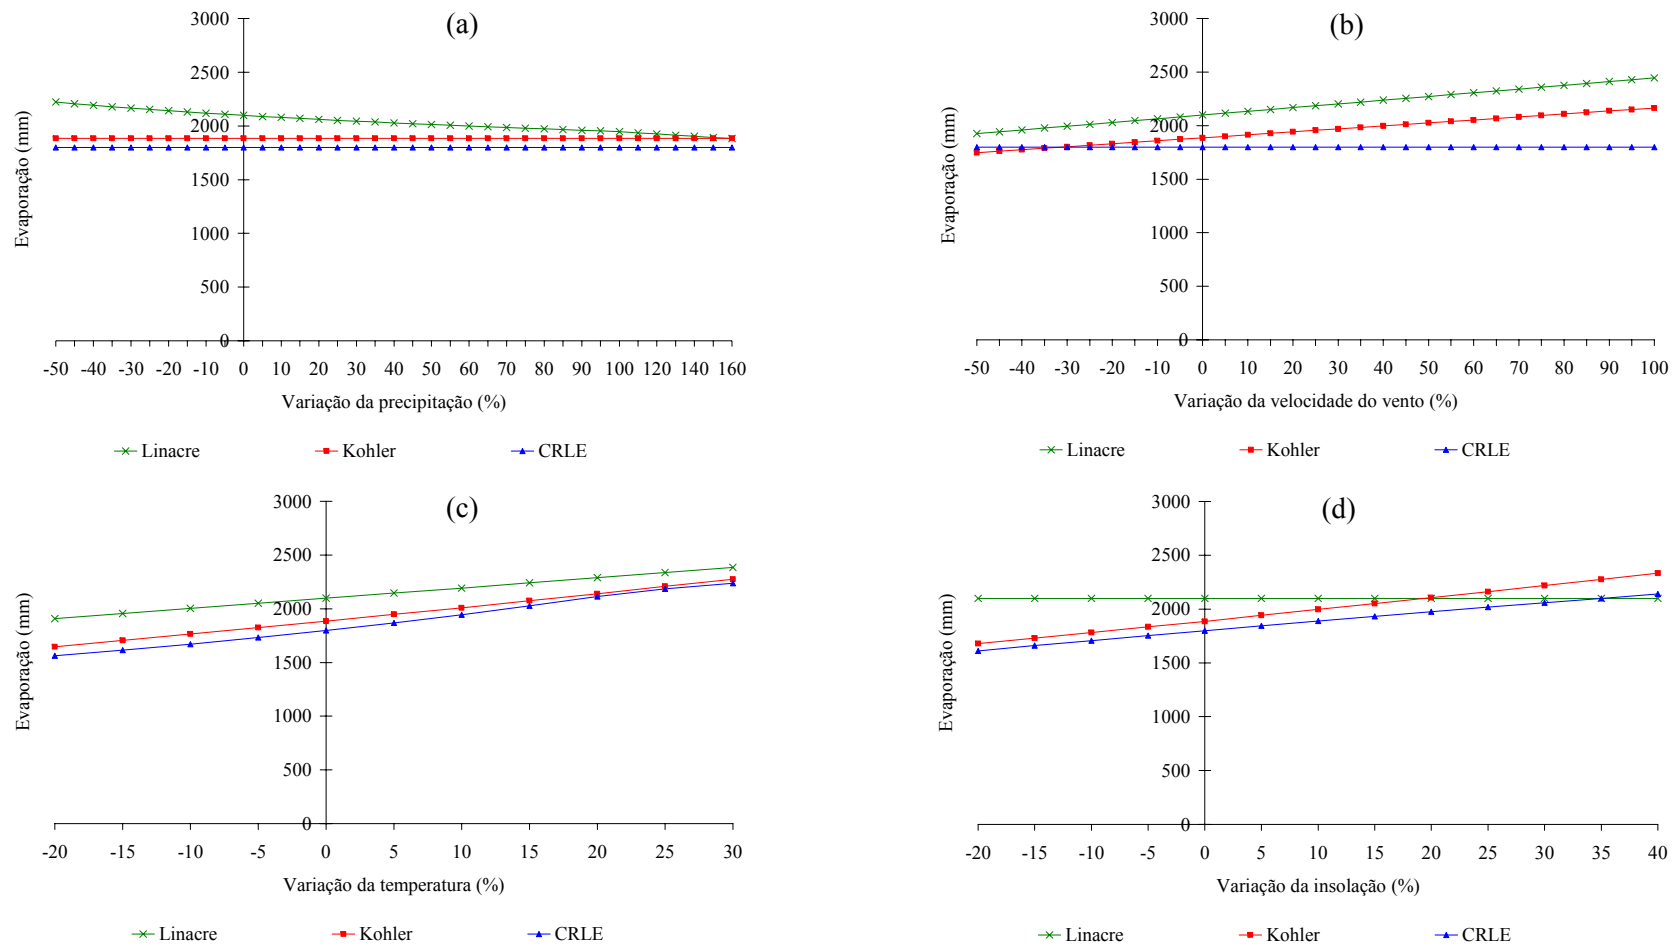 (a)
3000
2500
2000
1500
1000
500
0
Evaporação (mm)
-50 -40 -30 -20 -10 0 10 20 30 40 50 60 70 80 90 100 120 140 160
Variação da precipitação (%)
Linacre Kohler CRLE
(b)
3000
2500
2000
1500
1000
500
0
Evaporação (mm)
-50 -40 -30 -20 -10 0 10 20 30 40 50 60 70 80 90 100
Variação da velocidade do vento (%)
Linacre Kohler CRLE
(c)
3000
2500
2000
1500
1000
500
0
Evaporação (mm)
-20 -15 -10 -5 0 5 10 15 20 25 30
Variação da temperatura (%)
Linacre Kohler CRLE
(d)
3000
2500
2000
1500
1000
500
0
Evaporação (mm)
-20 -15 -10 -5 0 5 10 15 20 25 30 35 40
Variação da insolação (%)
Linacre Kohler CRLE